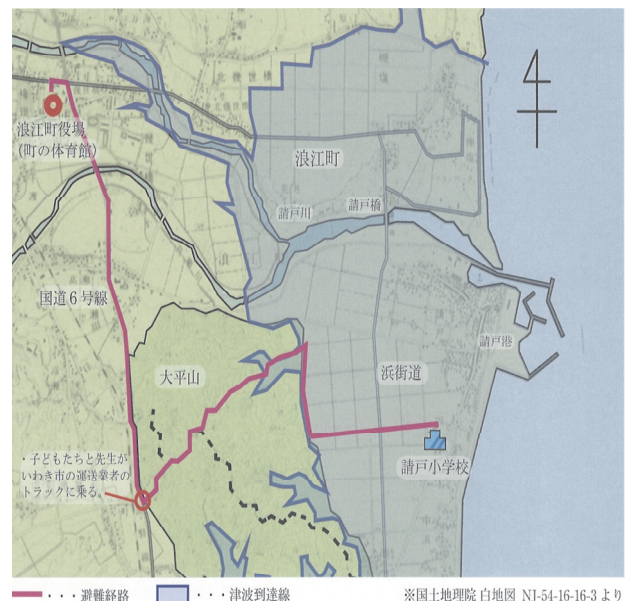 浪江町役場
(町の体育館)
浪江町
請戸川
請戸橋
国道6号線
請戸港
大平山
浜街道
・子どもたちと先生が
いわき市の運送業者の
トラックに乗る。
請戸小学校
・・・避難経路 ・・・津波到達線 ※国土地理院 白地図 NJ-54-16-16-3 より